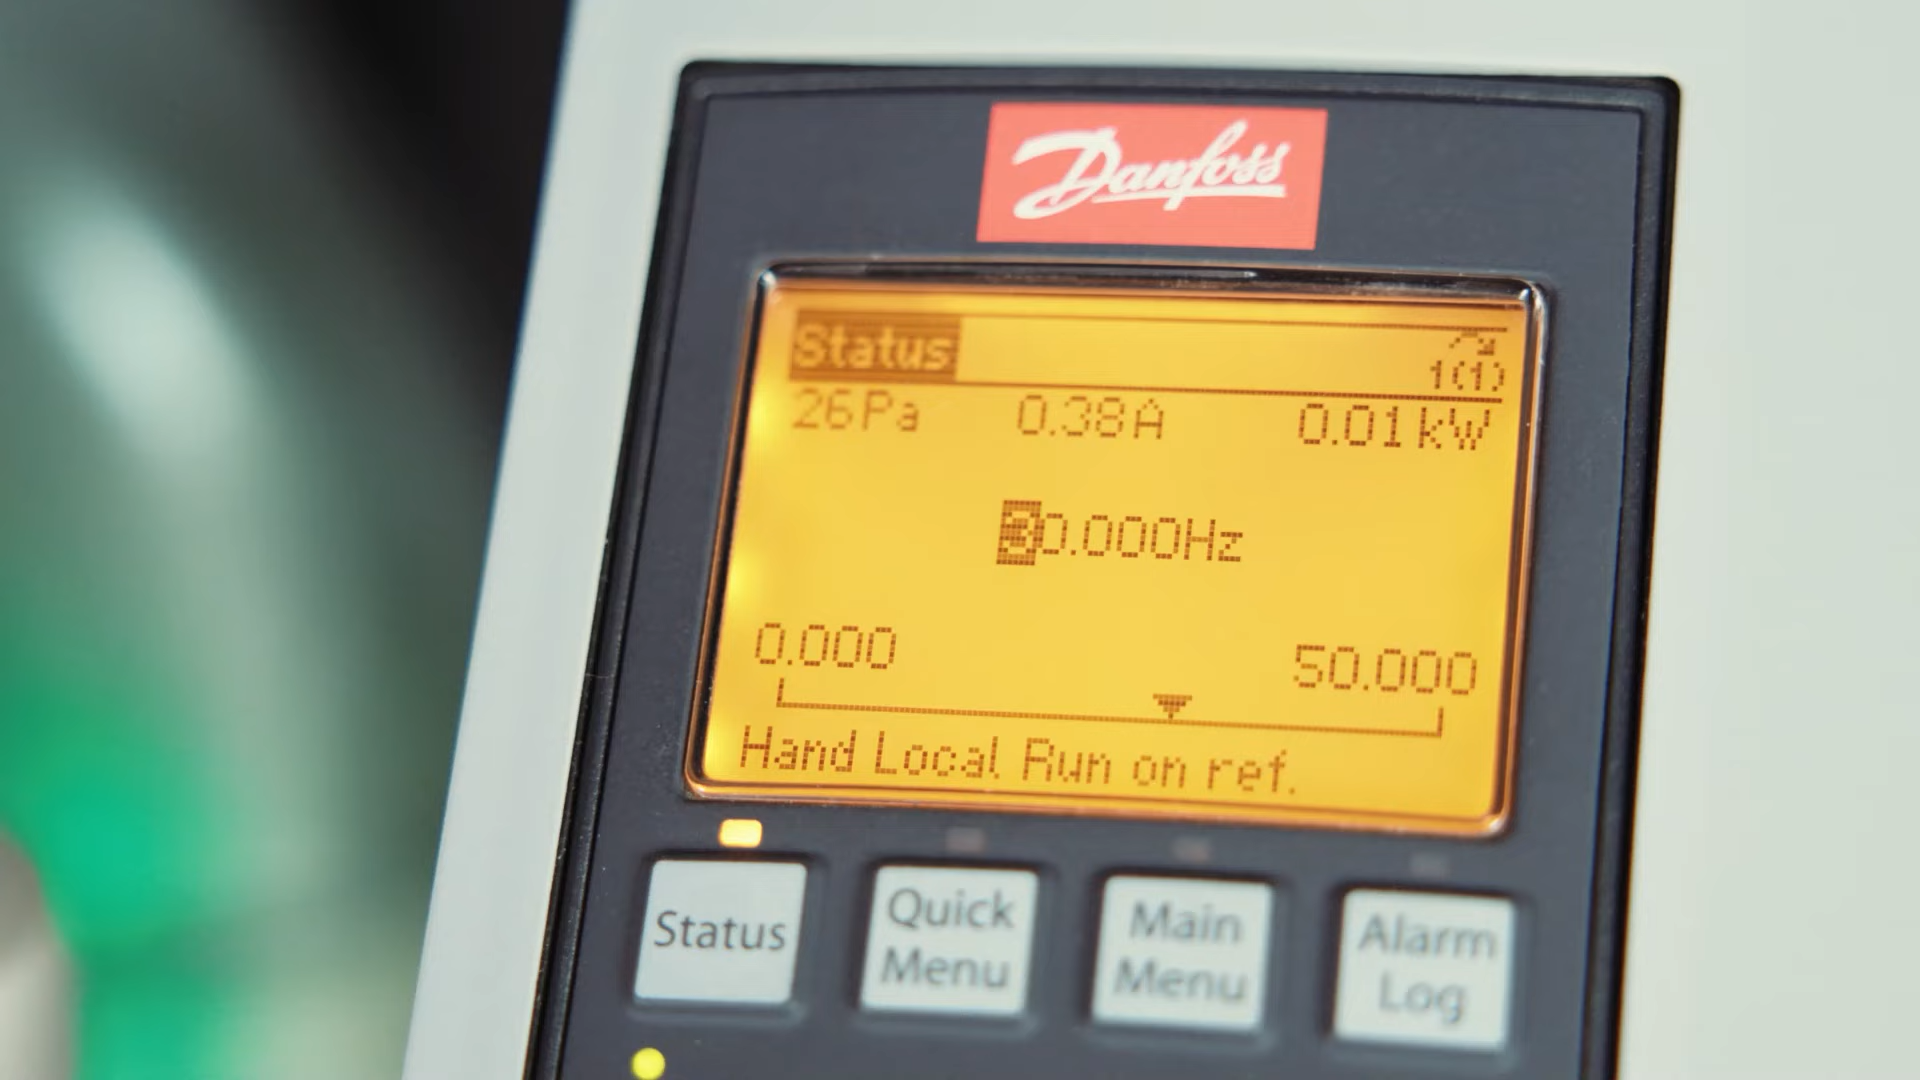 Danfoss
Status
1(1)
26Pa 0.38A 0.01kW
30.000Hz
0.000 50.000
Hand Local Run on ref.
Status Quick Menu Main Menu Alarm Log